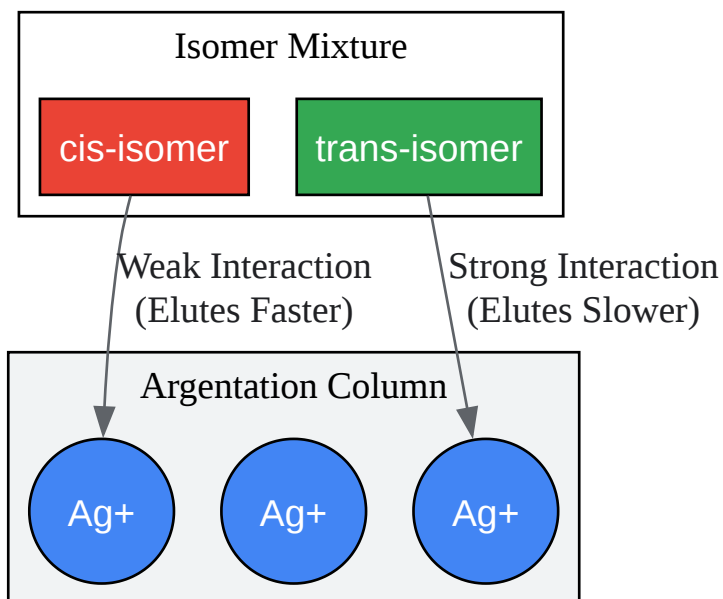 Isomer Mixture
cis-isomer
trans-isomer
Weak Interaction
(Elutes Faster)
Strong Interaction
(Elutes Slower)
Argentation Column
Ag+
Ag+
Ag+